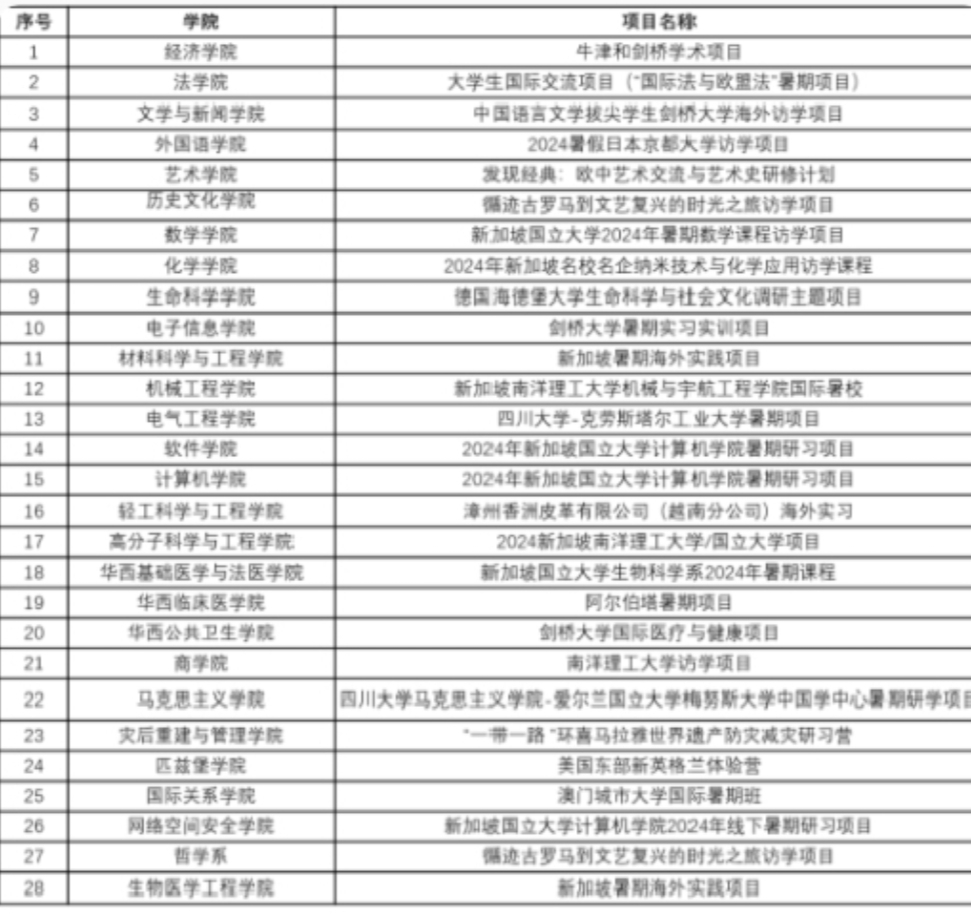 序号 学院 项目名称
1 经济学院 牛津和剑桥学术项目
2 法学院 大学生国际交流项目（“国际法与欧盟法”暑期项目）
3 文学与新闻学院 中国语言文学拔尖学生剑桥大学海外访学项目
4 外国语学院 2024暑假日本京都大学访学项目
5 艺术学院 发现经典：欧中艺术交流与艺术史研修计划
6 历史文化学院 循迹古罗马到文艺复兴的时光之旅访学项目
7 数学学院 新加坡国立大学2024年暑期数学课程访学项目
8 化学学院 2024年新加坡名校名企纳米技术与化学应用访学课程
9 生命科学学院 德国海德堡大学生命科学与社会文化调研主题项目
10 电子信息学院 剑桥大学暑期实习实训项目
11 材料科学与工程学院 新加坡暑期海外实践项目
12 机械工程学院 新加坡南洋理工大学机械与宇航工程学院国际暑校
13 电气工程学院 四川大学-克劳斯塔尔工业大学暑期项目
14 软件学院 2024年新加坡国立大学计算机学院暑期研习项目
15 计算机学院 2024年新加坡国立大学计算机学院暑期研习项目
16 轻工科学与工程学院 漳州香洲皮革有限公司（越南分公司）海外实习
17 高分子科学与工程学院 2024新加坡南洋理工大学/国立大学项目
18 华西基础医学与法医学院 新加坡国立大学生物科学系2024年暑期课程
19 华西临床医学院 阿尔伯塔暑期项目
20 华西公共卫生学院 剑桥大学国际医疗与健康项目
21 商学院 南洋理工大学访学项目
22 马克思主义学院 四川大学马克思主义学院-爱尔兰国立大学梅努斯大学中国学中心暑期研学项目
23 灾后重建与管理学院 “一带一路”环喜马拉雅世界遗产防灾减灾研习营
24 匹兹堡学院 美国东部新英格兰体验营
25 国际关系学院 澳门城市大学国际暑期班
26 网络空间安全学院 新加坡国立大学计算机学院2024年线下暑期研习项目
27 哲学系 循迹古罗马到文艺复兴的时光之旅访学项目
28 生物医学工程学院 新加坡暑期海外实践项目